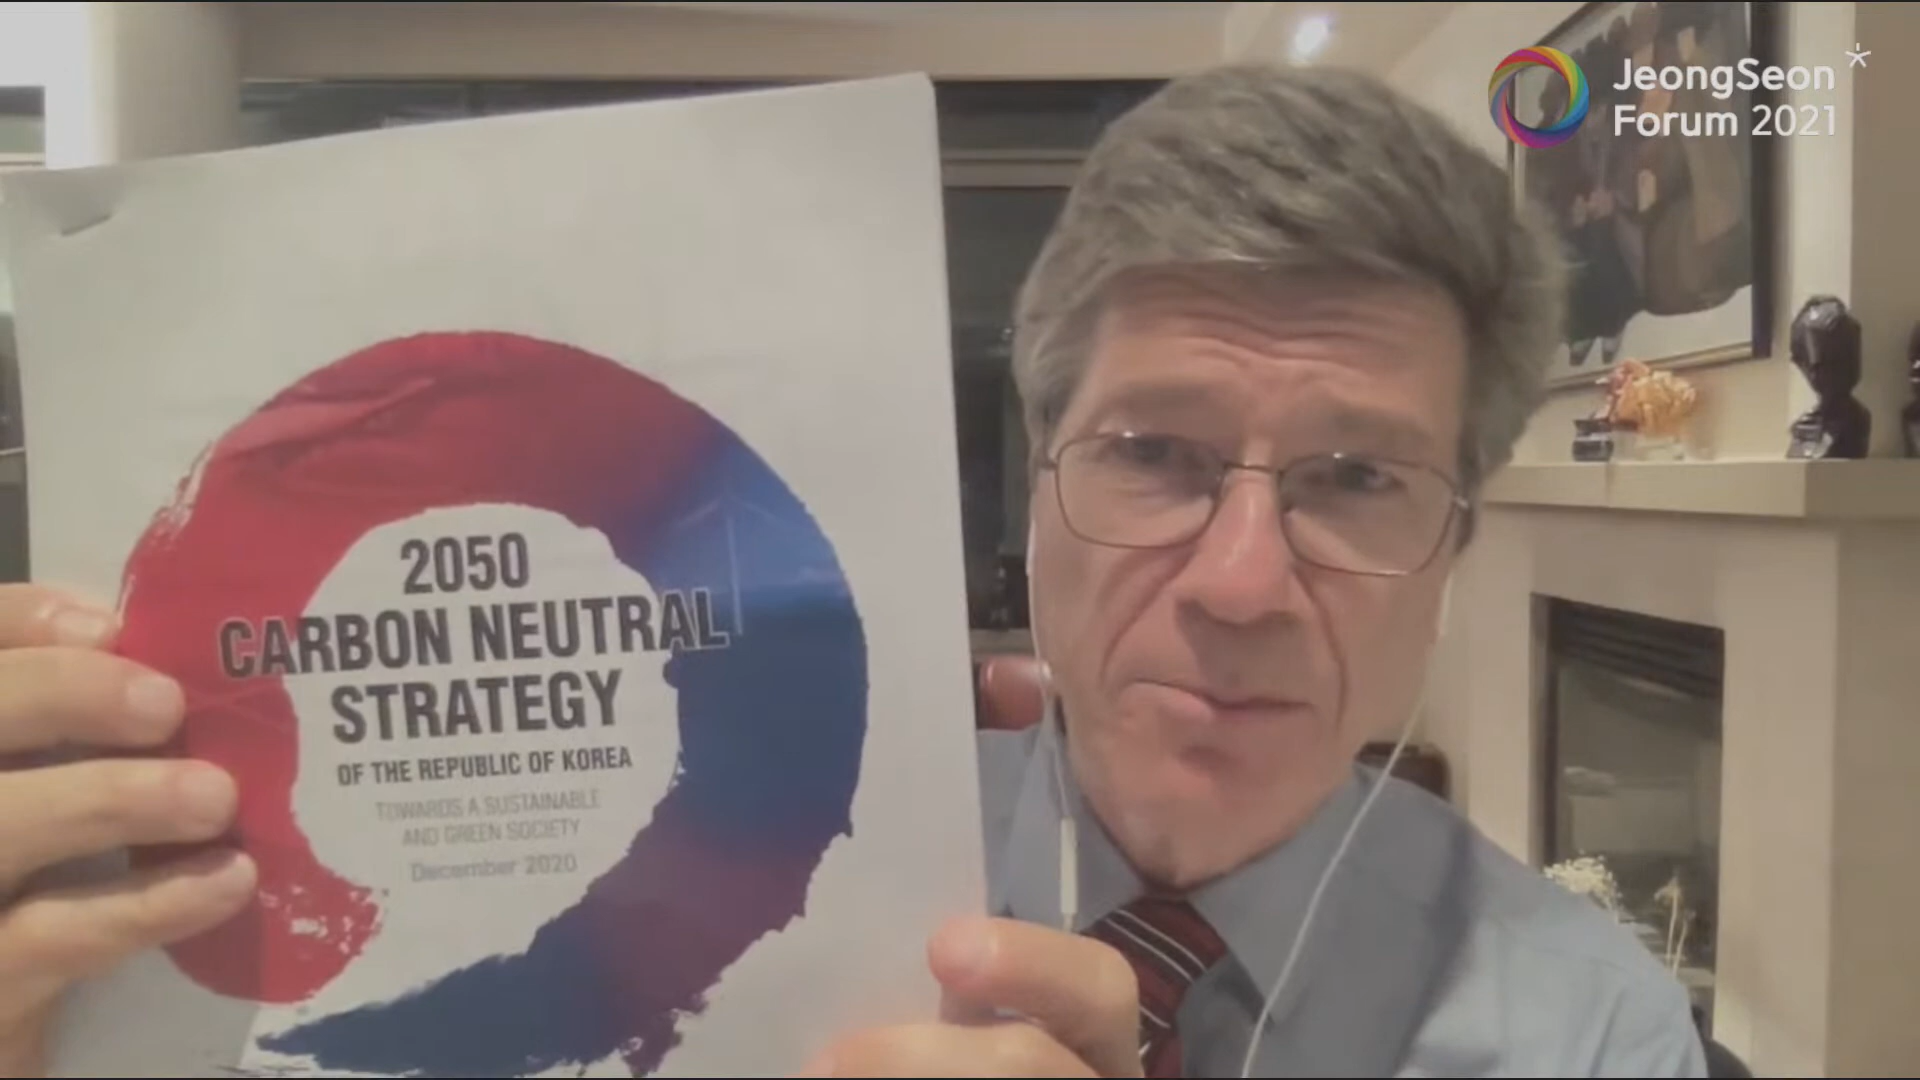 JeongSeon
Forum 2021
2050
CARBON NEUTRAL
STRATEGY
OF THE REPUBLIC OF KOREA
TOWARDS A SUSTAINABLE
AND GREEN SOCIETY
December 2020